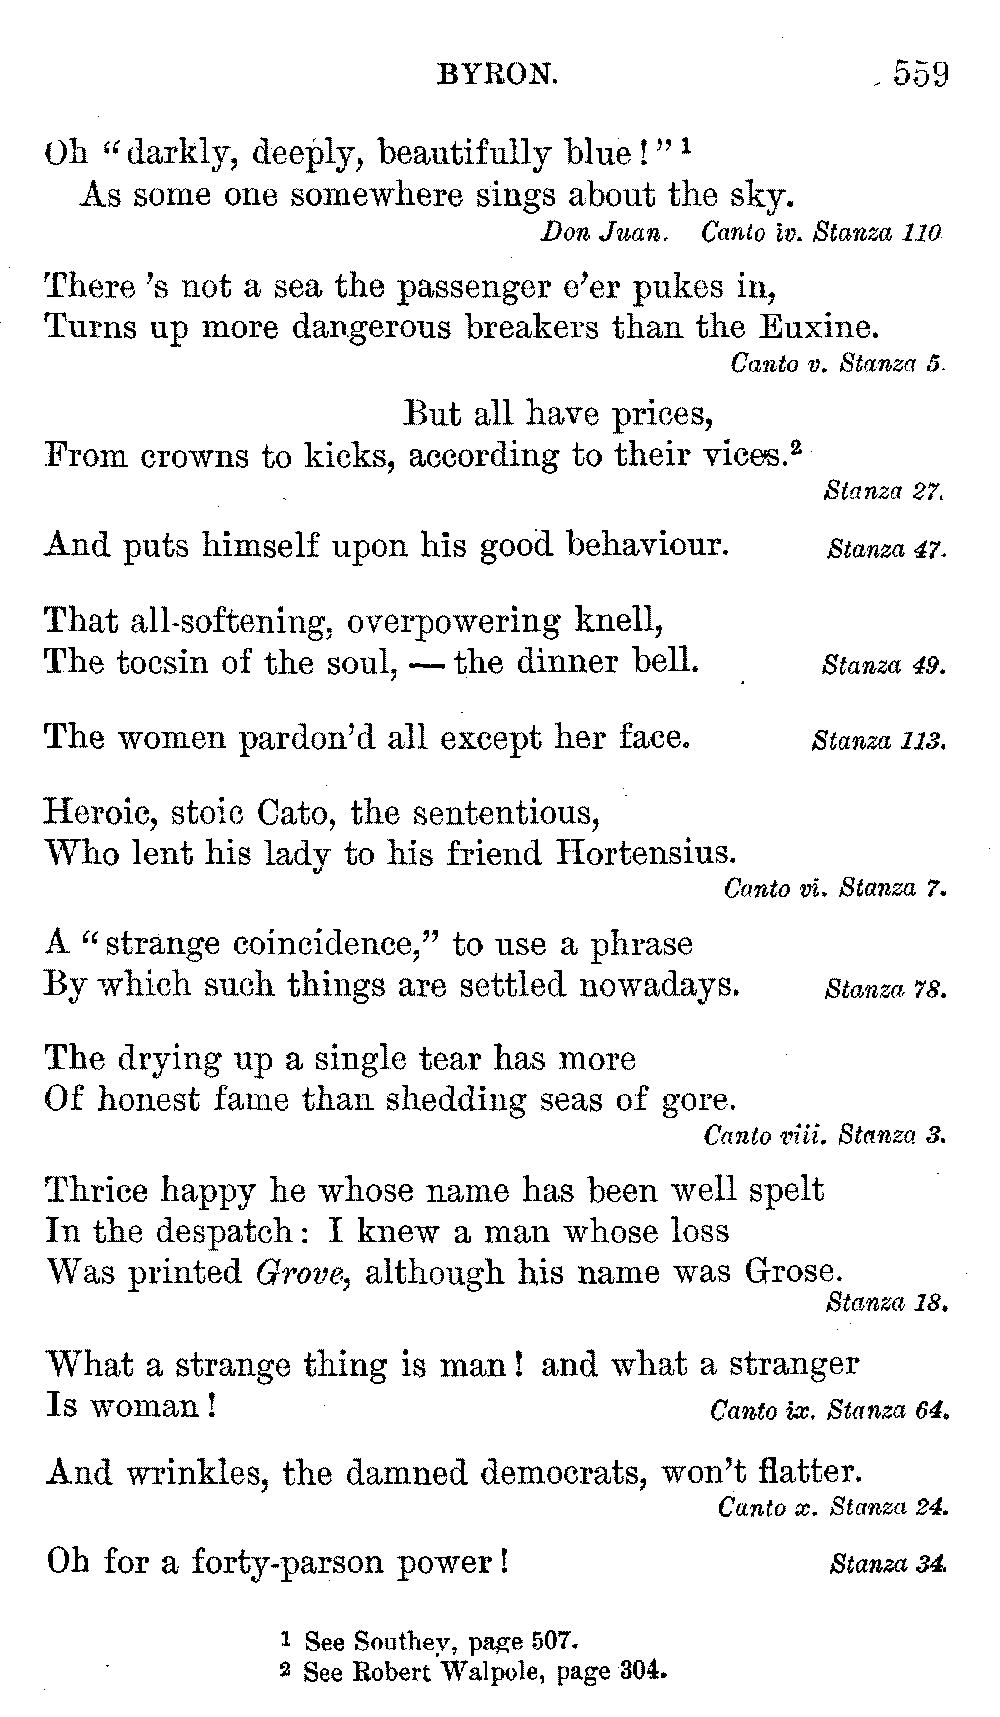 BYRON. 559
Oh "darkly, deeply, beautifully blue!" ¹
As some one somewhere sings about the sky.
Don Juan. Canto iv. Stanza 110
There 's not a sea the passenger e'er pukes in,
Turns up more dangerous breakers than the Euxine.
Canto v. Stanza 5.
But all have prices,
From crowns to kicks, according to their vices.²
Stanza 27.
And puts himself upon his good behaviour. Stanza 47.
That all-softening, overpowering knell,
The tocsin of the soul, — the dinner bell. Stanza 49.
The women pardon'd all except her face. Stanza 113.
Heroic, stoic Cato, the sententious,
Who lent his lady to his friend Hortensius.
Canto vi. Stanza 7.
A "strange coincidence," to use a phrase
By which such things are settled nowadays. Stanza 78.
The drying up a single tear has more
Of honest fame than shedding seas of gore.
Canto viii. Stanza 3.
Thrice happy he whose name has been well spelt
In the despatch: I knew a man whose loss
Was printed Grove, although his name was Grose.
Stanza 18.
What a strange thing is man! and what a stranger
Is woman! Canto ix. Stanza 64.
And wrinkles, the damned democrats, won't flatter.
Canto x. Stanza 24.
Oh for a forty-parson power! Stanza 34.
¹ See Southey, page 507.
² See Robert Walpole, page 304.